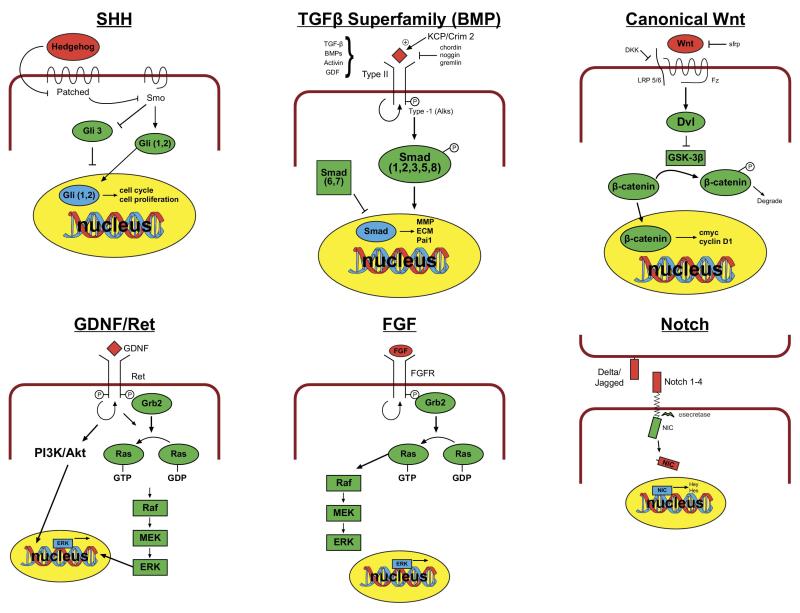 SHH
Hedgehog
Patched
Smo
Gli 3
Gli (1,2)
Gli (1,2)
cell cycle
cell proliferation
nucleus
TGFβ Superfamily (BMP)
TGF-β
BMPs
Activin
GDF
KCP/Crim 2
chordin
noggin
gremlin
Type II
P
Type -1 (Alks)
P
Smad
(1,2,3,5,8)
Smad
(6,7)
Smad
MMP
ECM
Pai1
nucleus
Canonical Wnt
Wnt
sfrp
DKK
LRP 5/6
Fz
Dvl
GSK-3β
P
β-catenin
β-catenin
Degrade
β-catenin
cmyc
cyclin D1
nucleus
GDNF/Ret
GDNF
Ret
P
P
Grb2
PI3K/Akt
Ras
Ras
GTP
GDP
Raf
MEK
ERK
ERK
nucleus
FGF
FGF
FGFR
P
Grb2
Ras
Ras
GTP
GDP
Raf
MEK
ERK
ERK
nucleus
Notch
Delta/
Jagged
Notch 1-4
αsecretase
NIC
NIC
NIC
Hey
Hes
nucleus